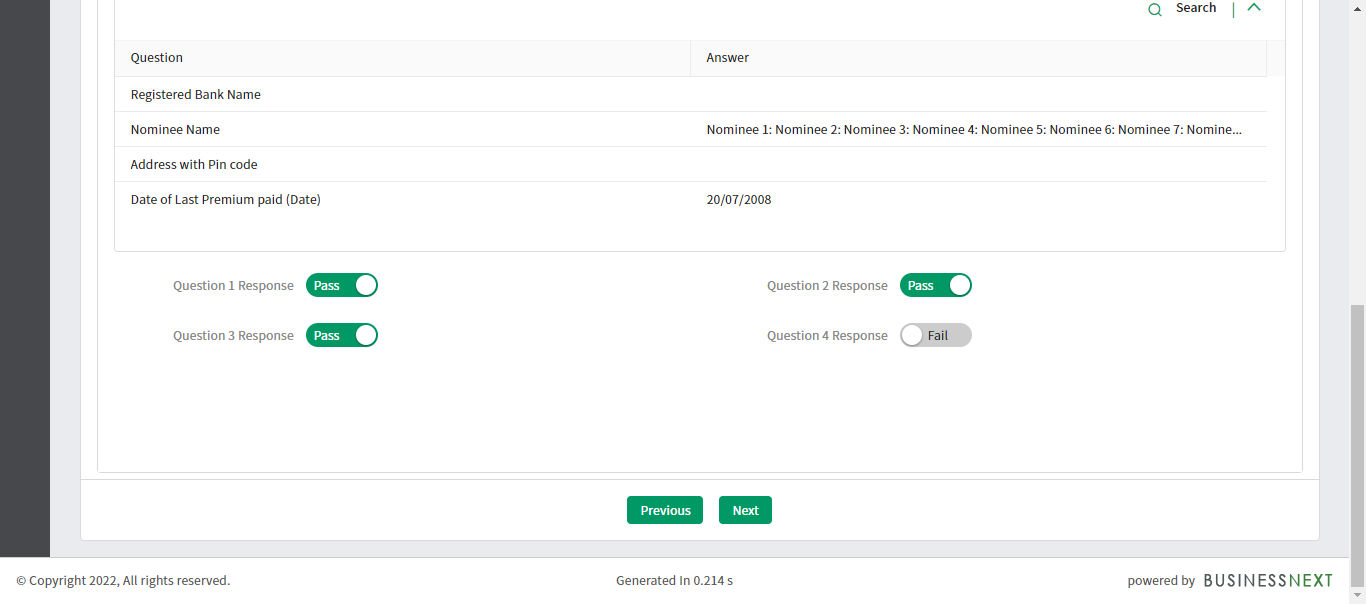 Search |
Question Answer
Registered Bank Name
Nominee Name Nominee 1: Nominee 2: Nominee 3: Nominee 4: Nominee 5: Nominee 6: Nominee 7: Nomine...
Address with Pin code
Date of Last Premium paid (Date) 20/07/2008
Question 1 Response Pass Question 2 Response Pass
Question 3 Response Pass Question 4 Response Fail
Previous Next
© Copyright 2022, All rights reserved. Generated In 0.214 s powered by BUSINESSNEXT